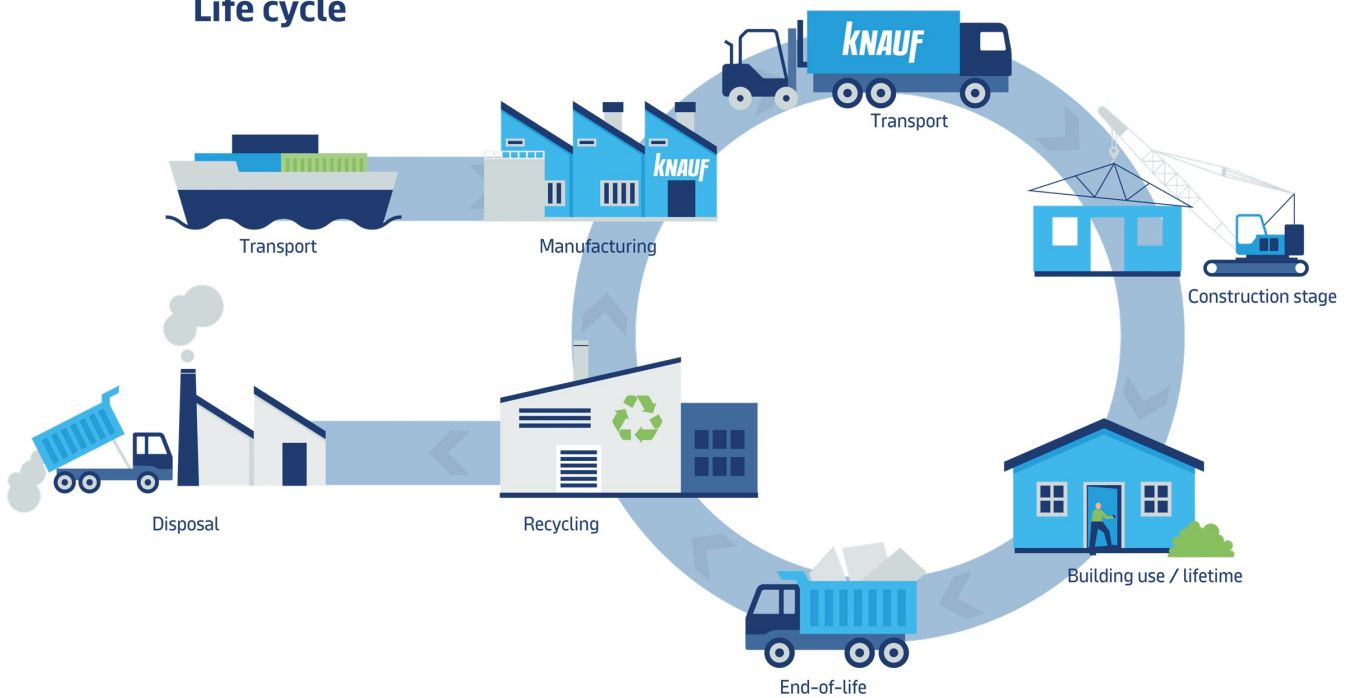 Life cycle
KNAUF
Transport
KNAUF
Transport
Manufacturing
Construction stage
Disposal
Recycling
Building use / lifetime
End-of-life